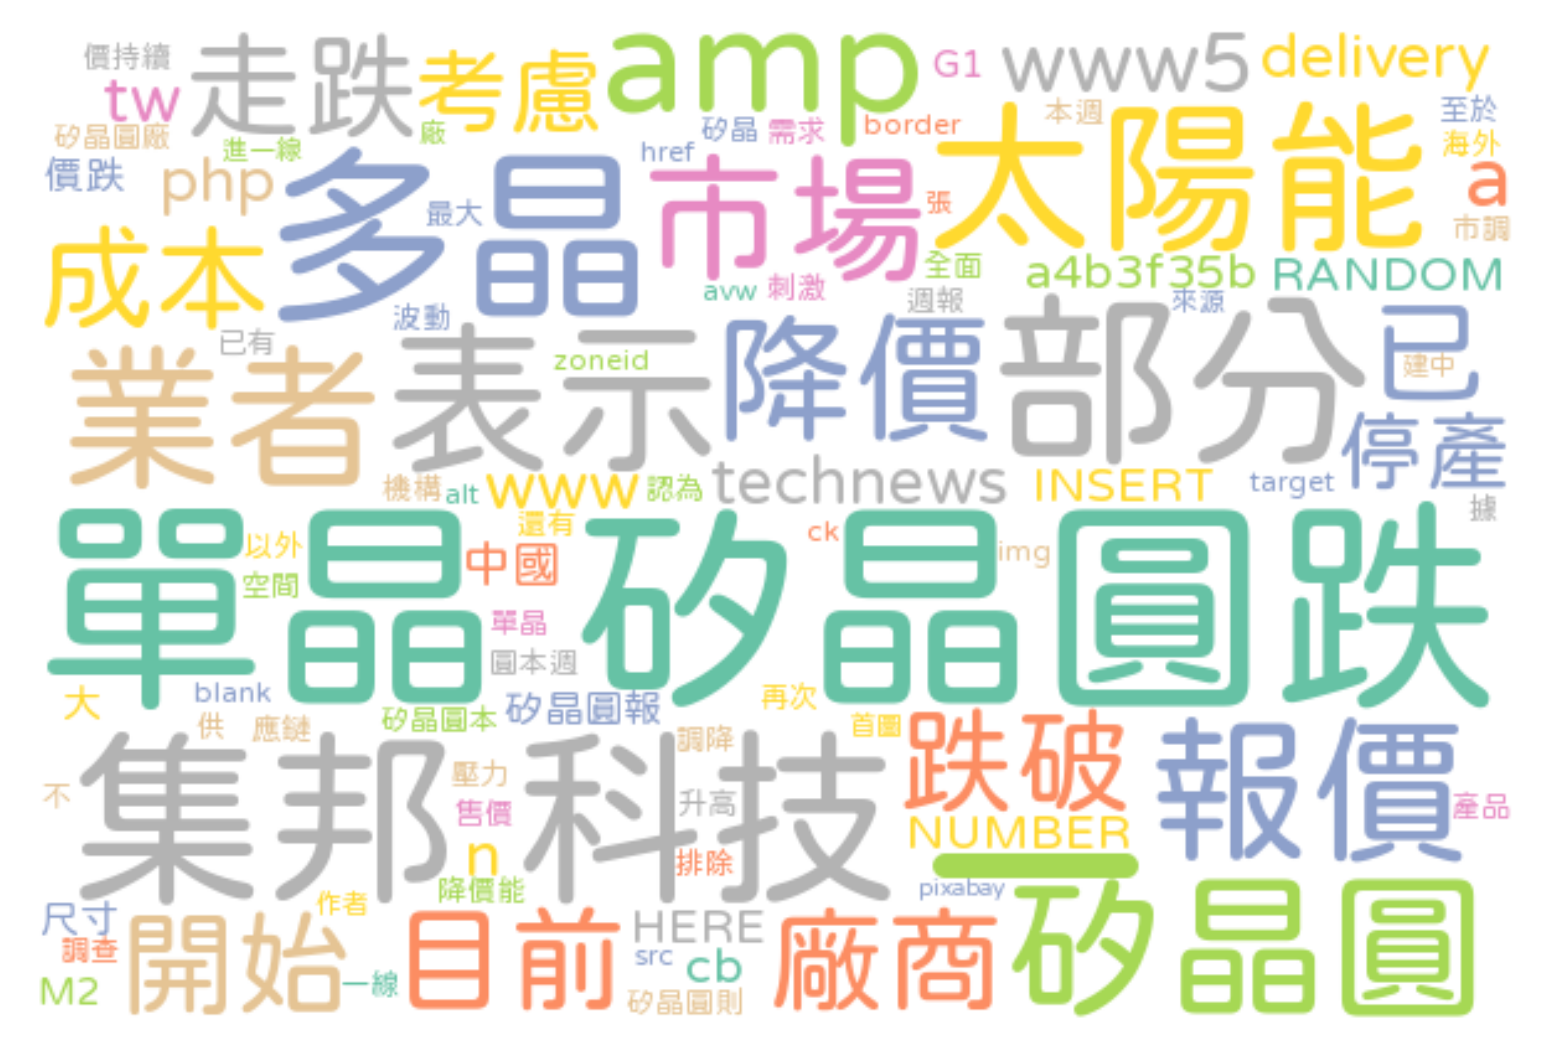 價持續 走跌 考慮 amp G1 www5 delivery
tw 矽晶圓廠 進一線 廠 矽晶 需求 border 本週 至於
價跌 php 多晶 最大 href 市場 張 太陽能 海外 a 市調
成本 波動 avw 刺激 全面 週報 a4b3f35b RANDOM
已有 來源
業者 表示 zoneid 降價 部分 已 建中
機構 alt www 認為 technews INSERT target 停產 據
單晶 以外 空間 還有 中國 矽晶圓跌 ck img
單晶 圓本週
大 blank 供 應鏈 矽晶圓本 矽晶圓報 再次 首圖
不 集邦科技 壓力 售價 調降 升高 排除 跌破 報價 產品
n 降價能 NUMBER
尺寸 作者 pixabay 一
調查 開始 一線 目前 HERE 廠商 矽晶圓
M2 src cb 矽晶圓則